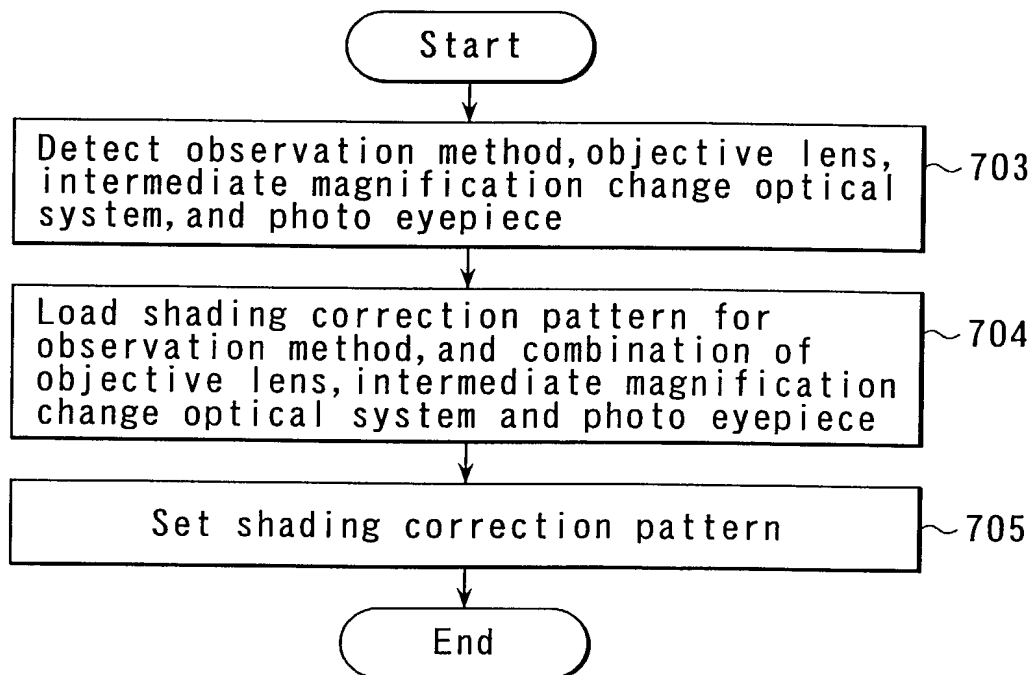 Start
Detect observation method, objective lens,
intermediate magnification change optical
system, and photo eyepiece
703
Load shading correction pattern for
observation method, and combination of
objective lens, intermediate magnification
change optical system and photo eyepiece
704
Set shading correction pattern
705
End